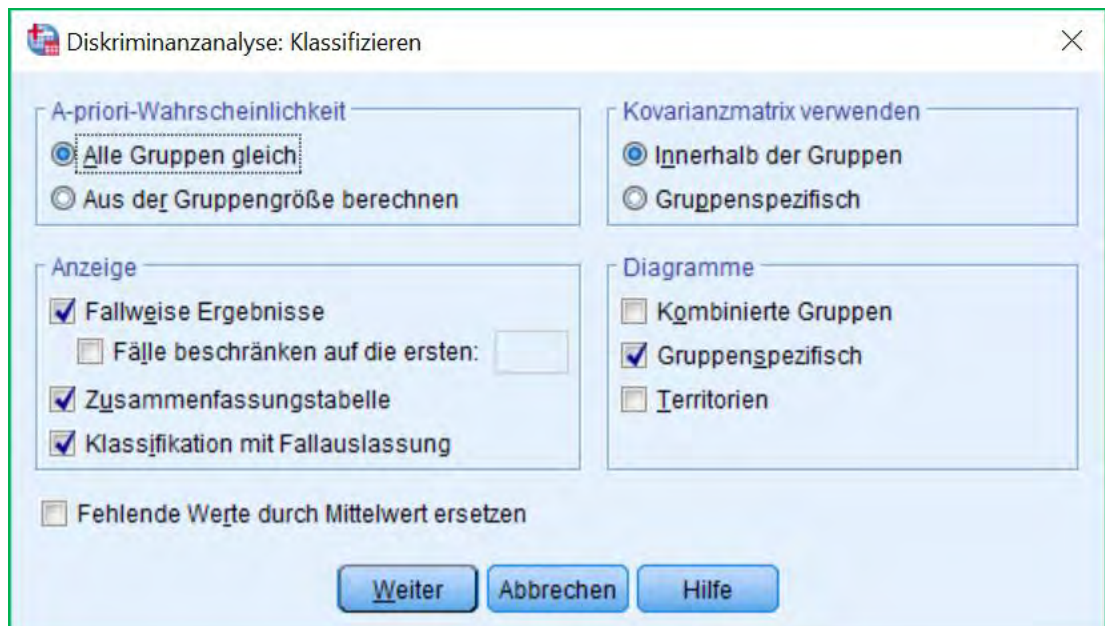 Diskriminanzanalyse: Klassifizieren
A-priori-Wahrscheinlichkeit
Alle Gruppen gleich
Aus der Gruppengröße berechnen
Kovarianzmatrix verwenden
Innerhalb der Gruppen
Gruppenspezifisch
Anzeige
Fallweise Ergebnisse
Fälle beschränken auf die ersten:
Zusammenfassungstabelle
Klassifikation mit Fallauslassung
Diagramme
Kombinierte Gruppen
Gruppenspezifisch
Territorien
Fehlende Werte durch Mittelwert ersetzen
Weiter Abbrechen Hilfe